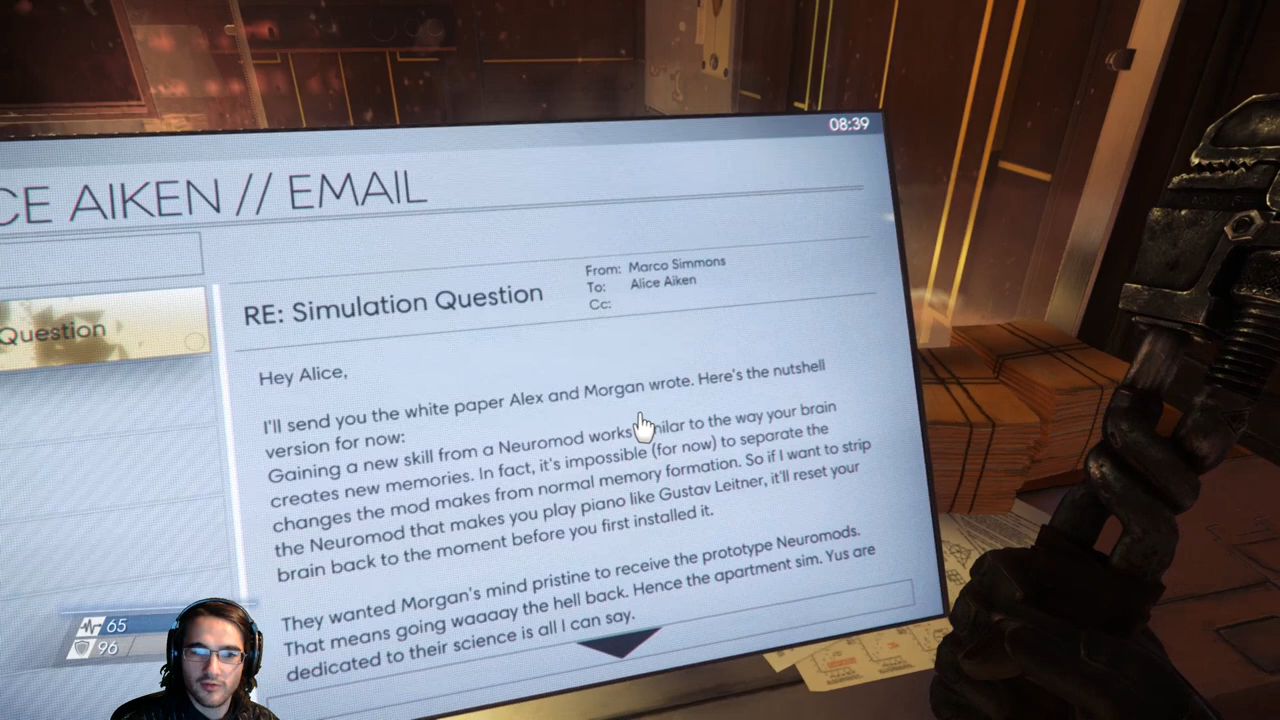 08:39
CE AIKEN // EMAIL
Question
RE: Simulation Question
From: Marco Simmons
To: Alice Aiken
Cc:
Hey Alice,
I'll send you the white paper Alex and Morgan wrote. Here's the nutshell
version for now:
Gaining a new skill from a Neuromod works milar to the way your brain
creates new memories. In fact, it's impossible (for now) to separate the
changes the mod makes from normal memory formation. So if I want to strip
the Neuromod that makes you play piano like Gustav Leitner, it'll reset your
brain back to the moment before you first installed it.
They wanted Morgan's mind pristine to receive the prototype Neuromods.
That means going waaaay the hell back. Hence the apartment sim. Yus are
dedicated to their science is all I can say.
65
96